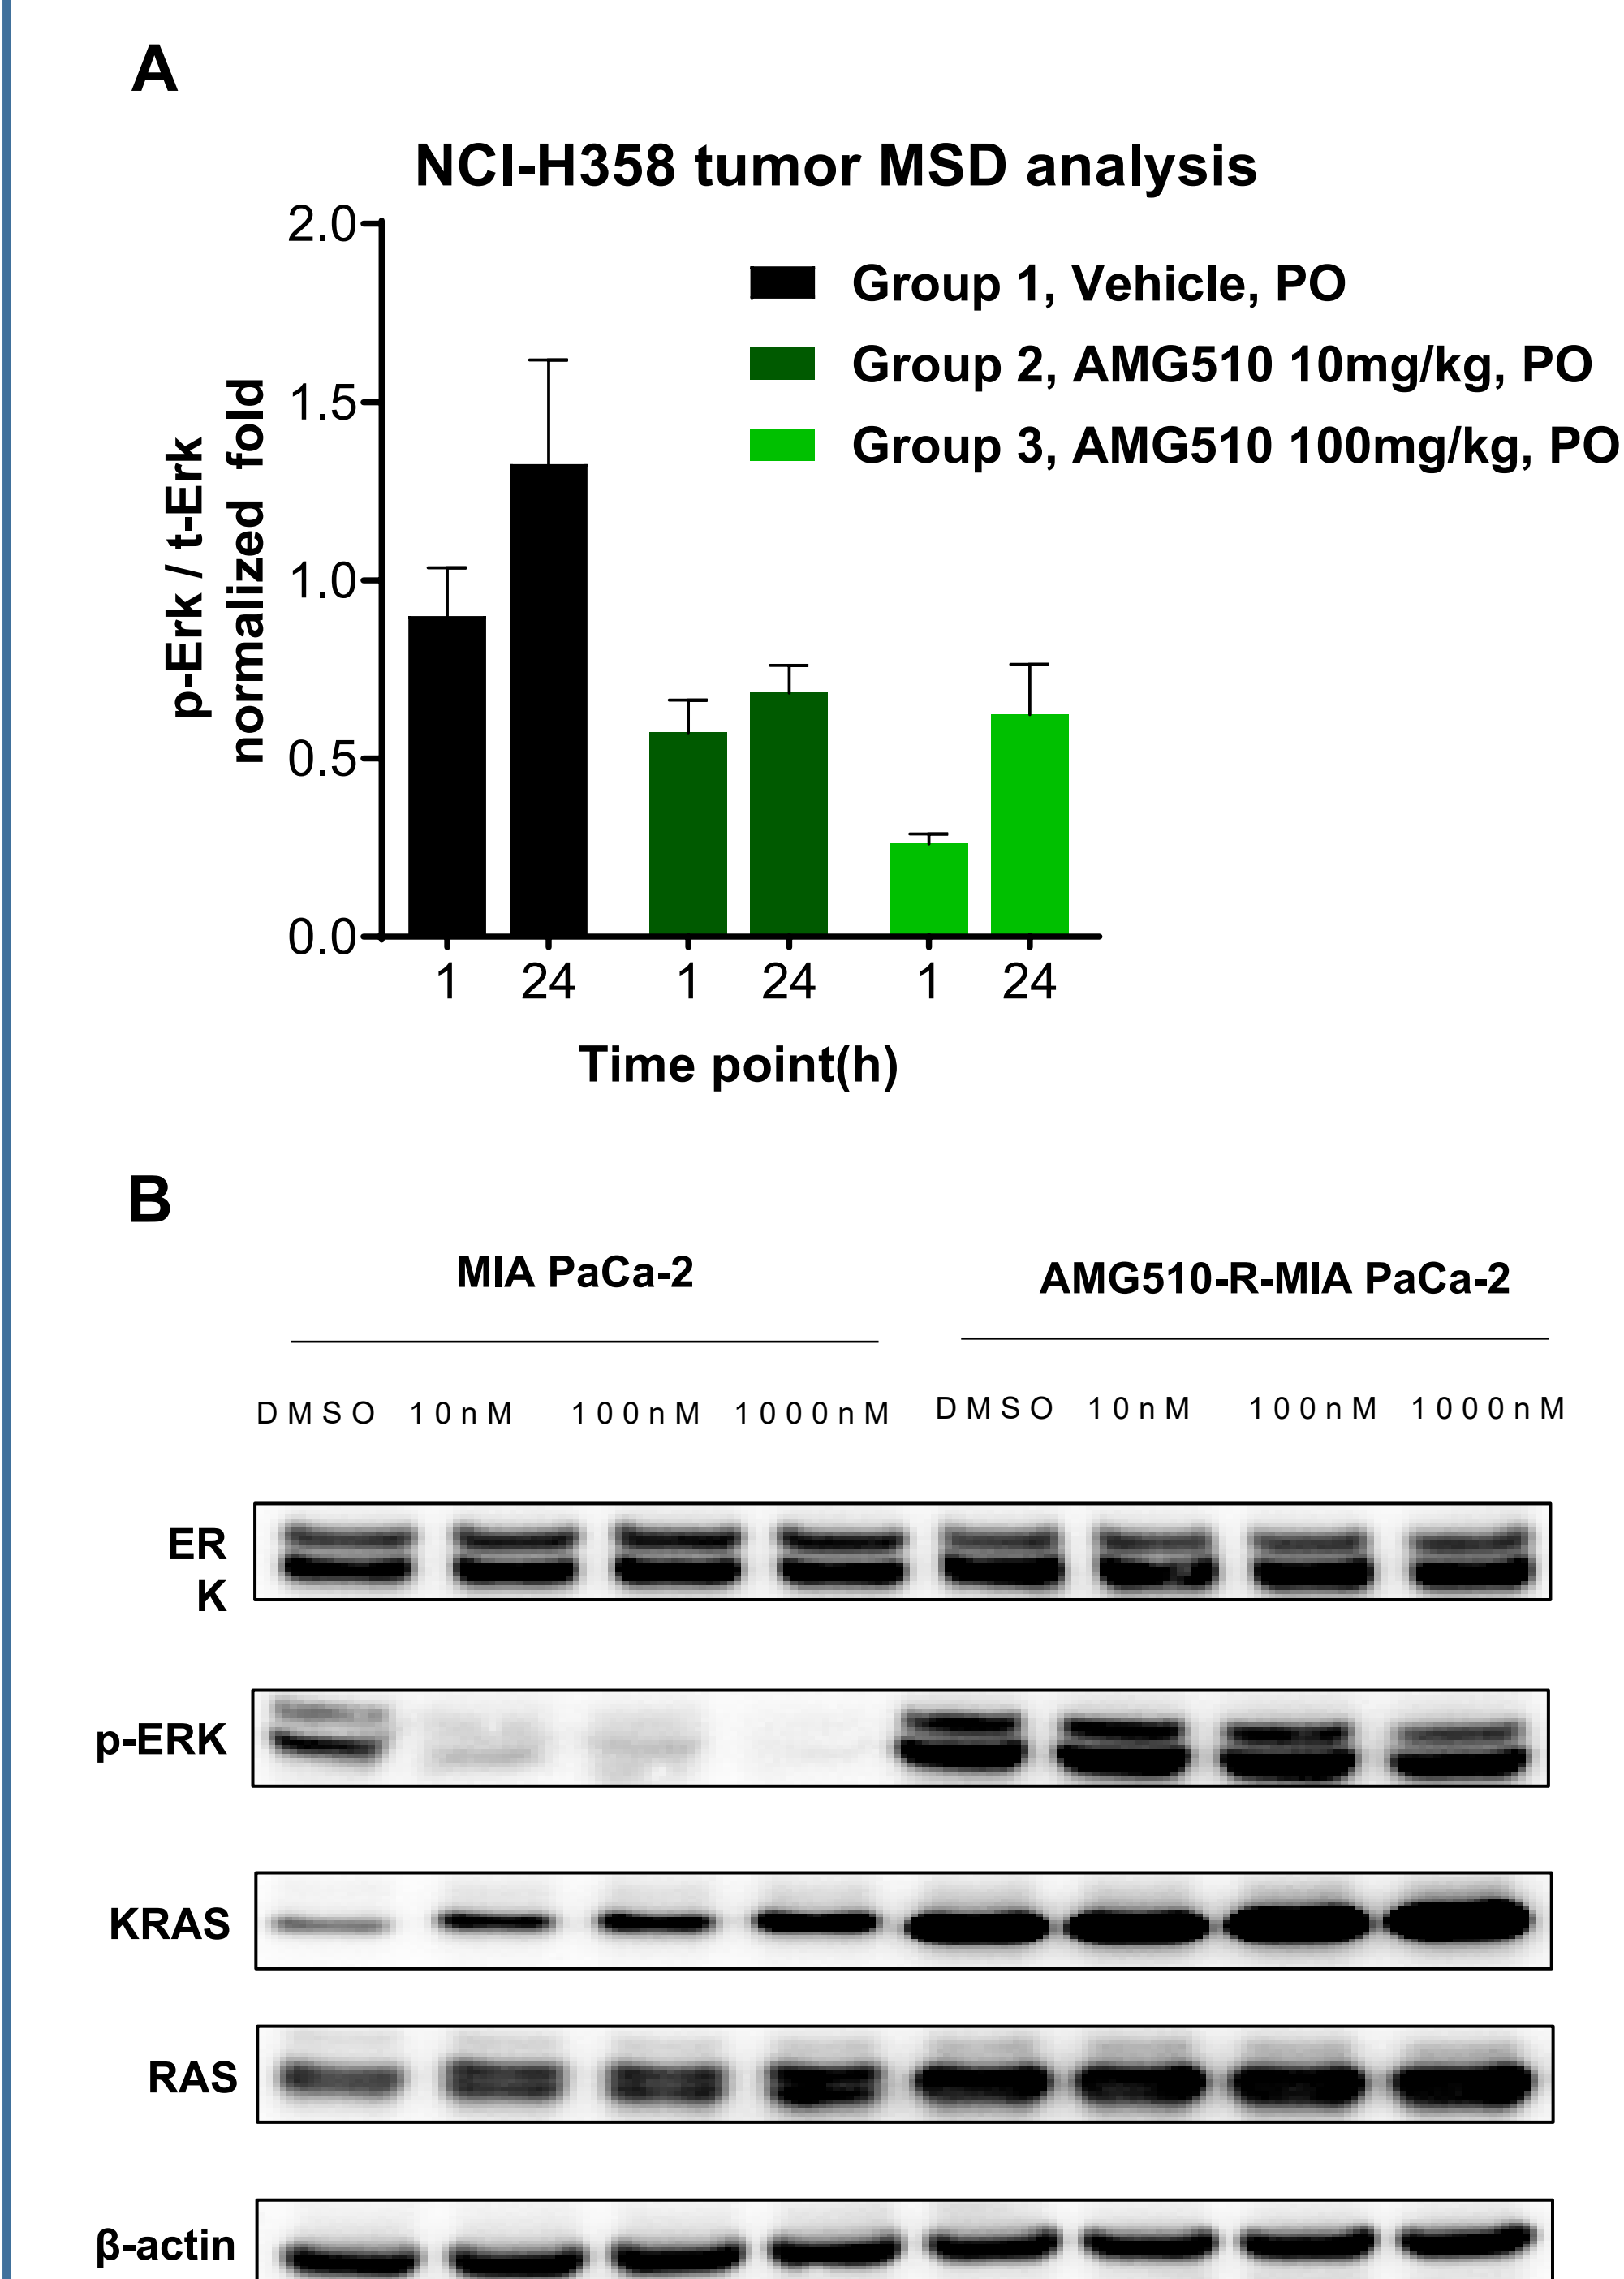 A
NCI-H358 tumor MSD analysis
2.0
1.5
1.0
0.5
0.0
p-Erk / t-Erk
normalized fold
Group 1, Vehicle, PO
Group 2, AMG510 10mg/kg, PO
Group 3, AMG510 100mg/kg, PO
1 24 1 24 1 24
Time point(h)
B
MIA PaCa-2 AMG510-R-MIA PaCa-2
DMSO 10nM 100nM 1000nM DMSO 10nM 100nM 1000nM
ER
K
p-ERK
KRAS
RAS
β-actin